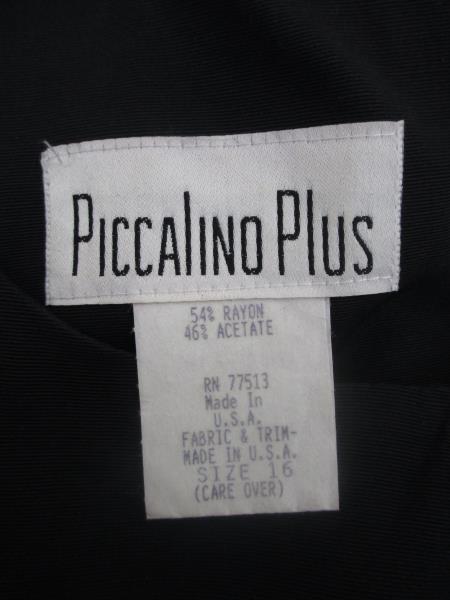 PICCALINO PLUS
54% RAYON
46% ACETATE
RN 77513
Made In
U.S.A.
FABRIC & TRIM-
MADE IN U.S.A.
SIZE 16
(CARE OVER)